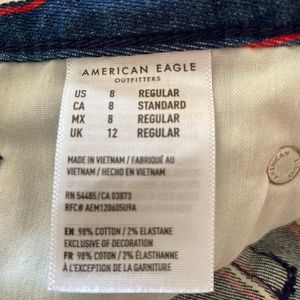 AMERICAN EAGLE
OUTFITTERS
US 8 REGULAR
CA 8 STANDARD
MX 8 REGULAR
UK 12 REGULAR
MADE IN VIETNAM / FABRIQUÉ AU
VIETNAM / HECHO EN VIETNAM
RN 54485/CA 03873
RFC# AEM120605U9A
EN 98% COTTON / 2% ELASTANE
EXCLUSIVE OF DECORATION
FR 98% COTON / 2% ÉLASTHANNE
À L'EXCEPTION DE LA GARNITURE
AMERICAN